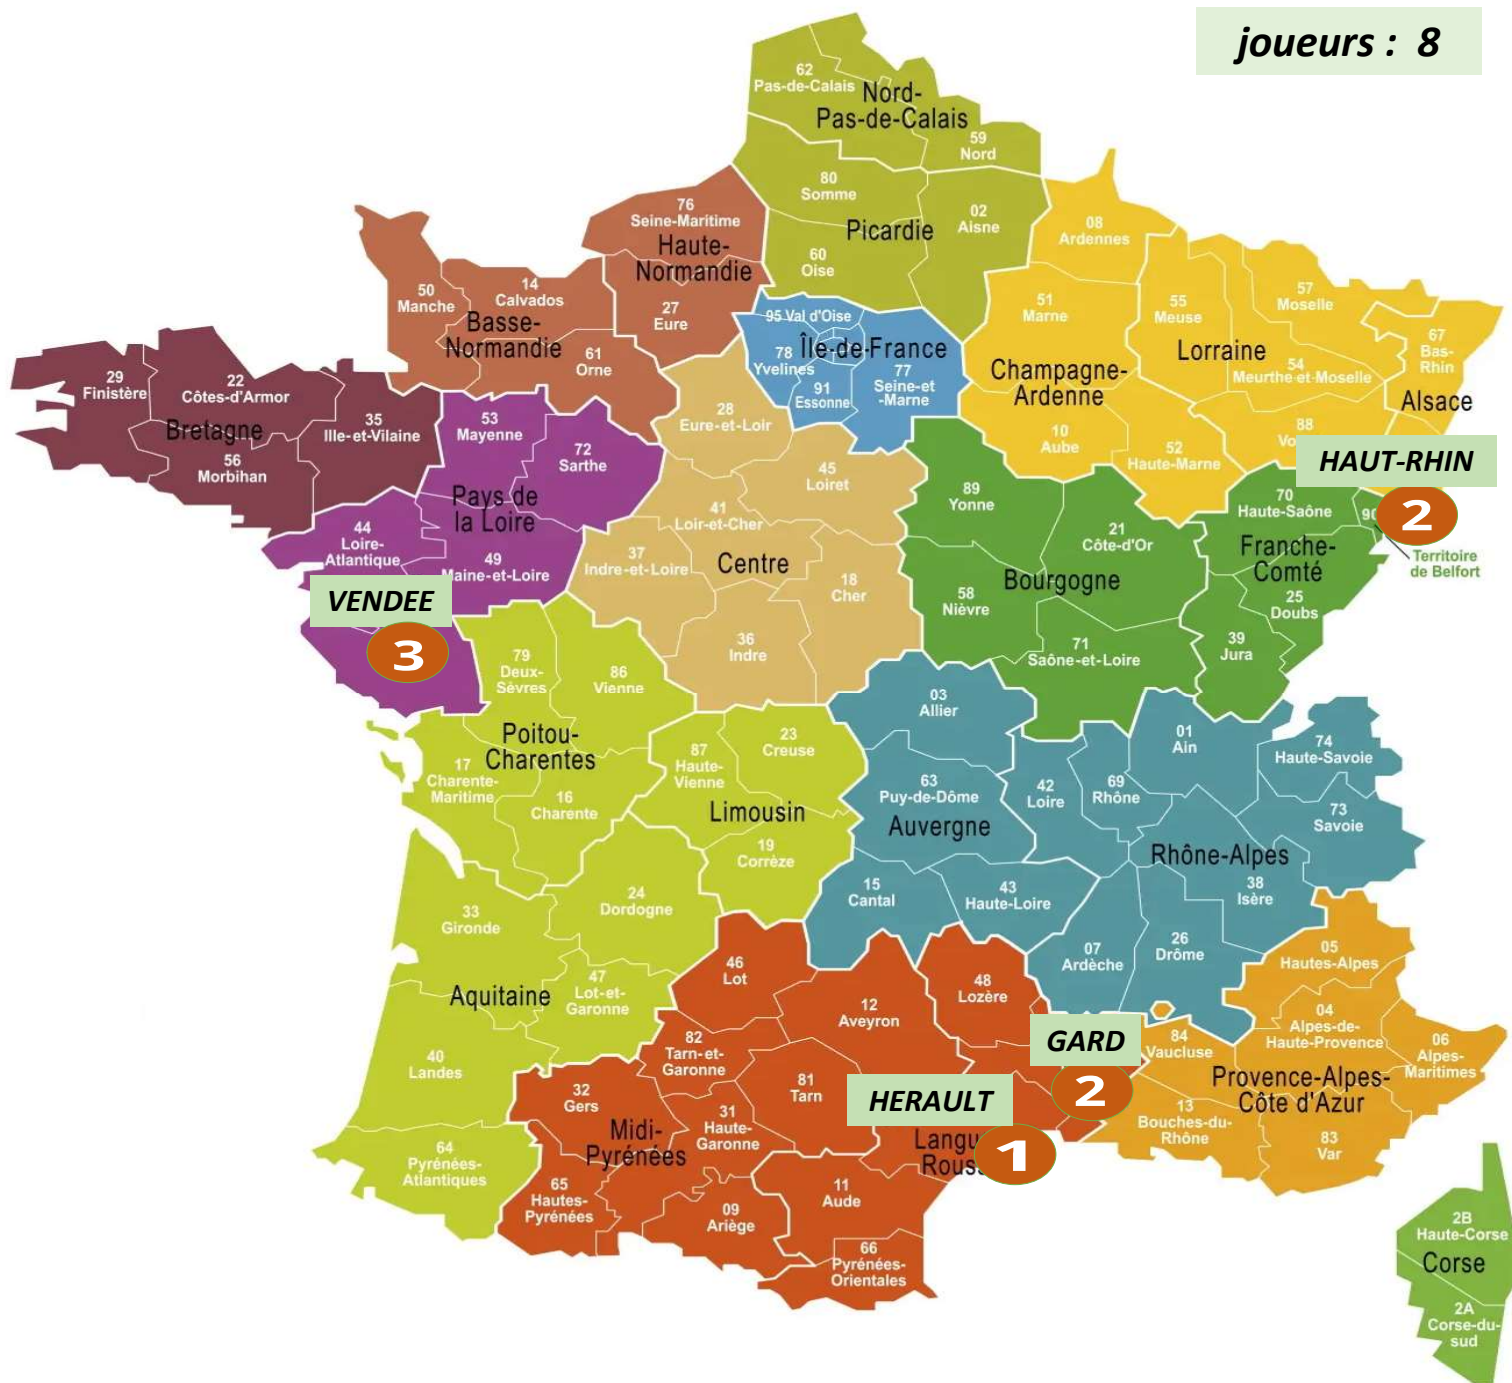 joueurs : 8
62
Pas-de-Calais
Nord-
Pas-de-Calais
59
Nord
80
Somme
02
Aisne
Picardie
60
Oise
76
Seine-Maritime
Haute-
Normandie
27
Eure
08
Ardennes
51
Marne
55
Meuse
57
Moselle
67
Bas-
Rhin
Lorraine
54
Meurthe-et-Moselle
Champagne-
Ardenne
Alsace
10
Aube
52
Haute-Marne
88
HAUT-RHIN
2
50
Manche
14
Calvados
Basse-
Normandie
61
Orne
95 Val d'Oise
Île-de-France
78
Yvelines
91
Essonne
77
Seine-et
-Marne
29
Finistère
22
Côtes-d'Armor
35
Ille-et-Vilaine
Bretagne
56
Morbihan
53
Mayenne
72
Sarthe
Pays de
la Loire
44
Loire-
Atlantique
49
Maine-et-Loire
VENDEE
3
28
Eure-et-Loir
45
Loiret
41
Loir-et-Cher
37
Indre-et-Loire
Centre
18
Cher
36
Indre
89
Yonne
21
Côte-d'Or
Bourgogne
58
Nièvre
71
Saône-et-Loire
70
Haute-Saône
90
Territoire
de Belfort
Franche-
Comté
25
Doubs
39
Jura
79
Deux-
Sèvres
86
Vienne
Poitou-
Charentes
17
Charente-
Maritime
16
Charente
87
Haute-
Vienne
23
Creuse
Limousin
19
Corrèze
03
Allier
63
Puy-de-Dôme
Auvergne
15
Cantal
43
Haute-Loire
42
Loire
69
Rhône
01
Ain
74
Haute-Savoie
73
Savoie
Rhône-Alpes
38
Isère
07
Ardèche
26
Drôme
24
Dordogne
33
Gironde
47
Lot-et-
Garonne
Aquitaine
40
Landes
64
Pyrénées-
Atlantiques
46
Lot
12
Aveyron
48
Lozère
82
Tarn-et-
Garonne
81
Tarn
32
Gers
31
Haute-
Garonne
Midi-
Pyrénées
65
Hautes-
Pyrénées
09
Ariège
GARD
2
HERAULT
1
Langu
Rouss
11
Aude
66
Pyrénées-
Orientales
05
Hautes-Alpes
04
Alpes-de-
Haute-Provence
06
Alpes-
Maritimes
84
Vaucluse
Provence-Alpes-
Côte d'Azur
13
Bouches-du-
Rhône
83
Var
2B
Haute-Corse
Corse
2A
Corse-du-
sud